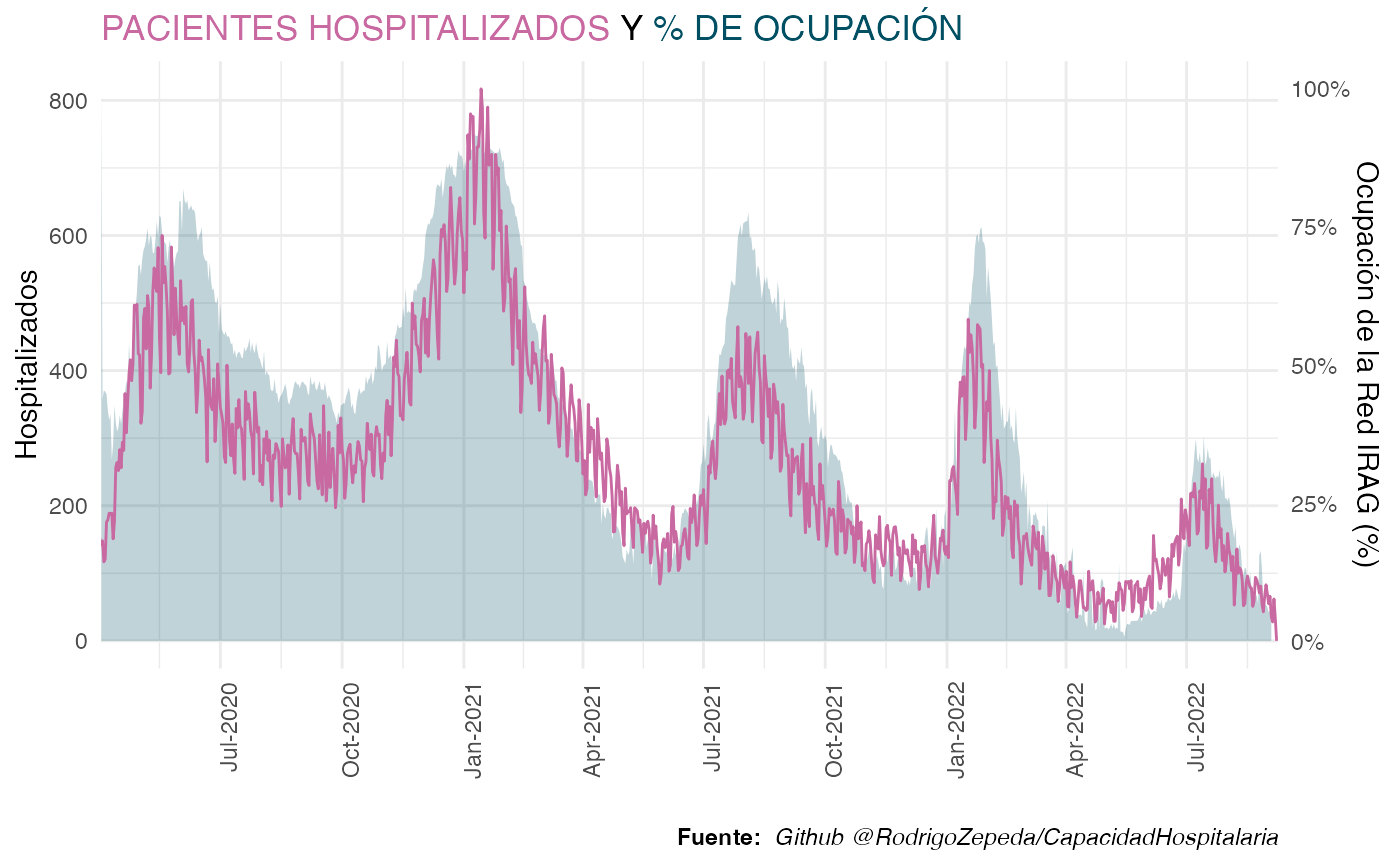 PACIENTES HOSPITALIZADOS Y % DE OCUPACIÓN
Hospitalizados
800
600
400
200
0
100%
75%
50%
25%
0%
Ocupación de la Red IRAG (%)
Jul-2020
Oct-2020
Jan-2021
Apr-2021
Jul-2021
Oct-2021
Jan-2022
Apr-2022
Jul-2022
Fuente: Github @RodrigoZepeda/CapacidadHospitalaria